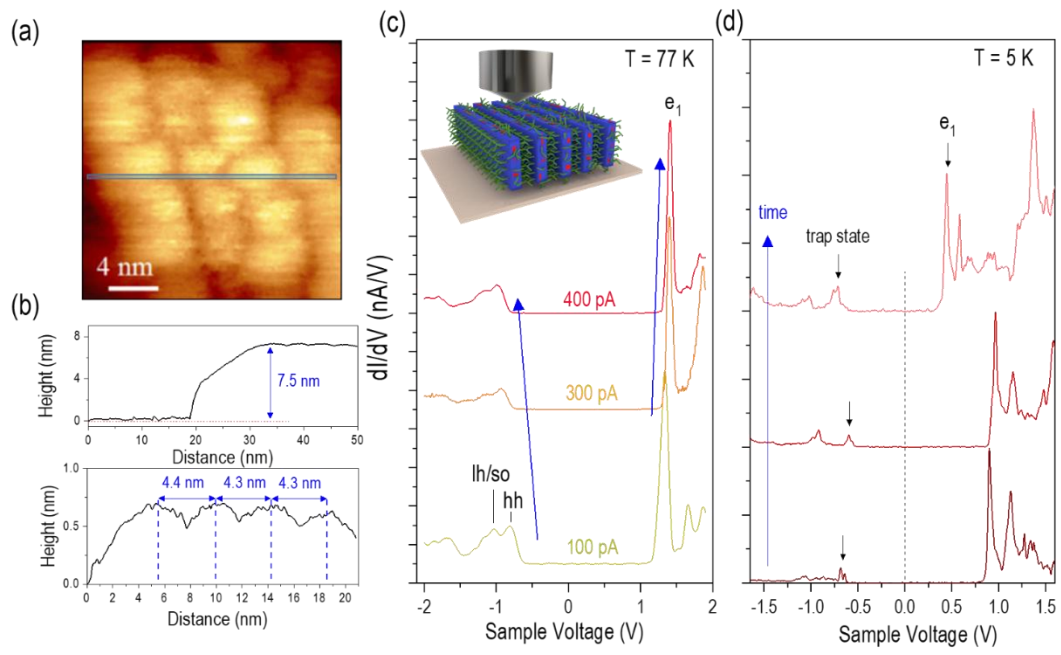 (a)
4 nm
(b)
Height (nm)
8
4
0
7.5 nm
0 10 20 30 40 50
Distance (nm)
Height (nm)
1.0
0.5
0.0
4.4 nm 4.3 nm 4.3 nm
0 2 4 6 8 10 12 14 16 18 20
Distance (nm)
(c)
T = 77 K
e1
dI/dV (nA/V)
400 pA
300 pA
lh/so
hh
100 pA
-2 -1 0 1 2
Sample Voltage (V)
(d)
T = 5 K
e1
time
trap state
-1.5 -1.0 -0.5 0.0 0.5 1.0 1.5
Sample Voltage (V)